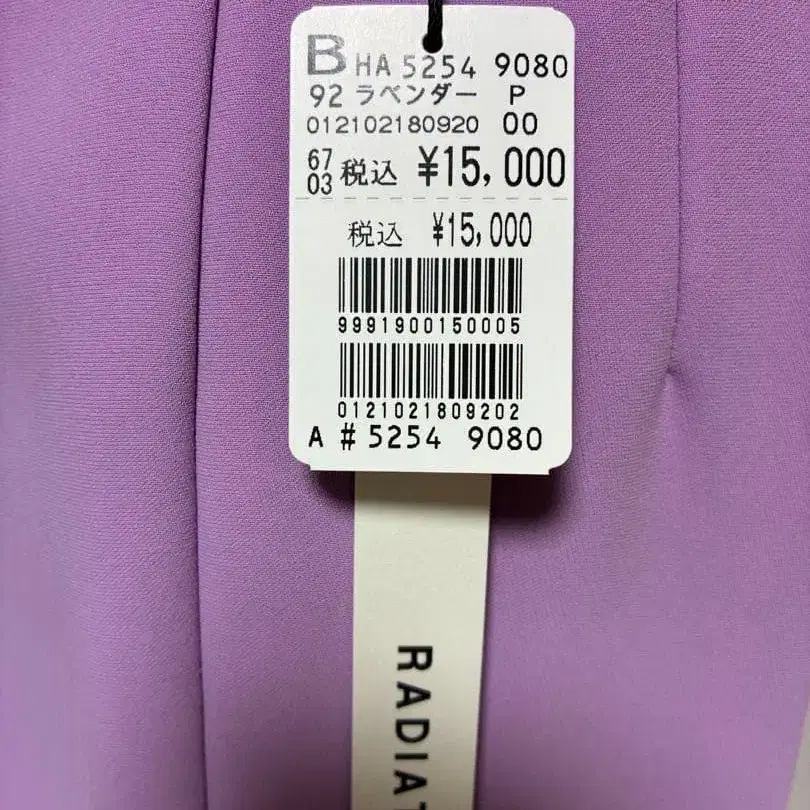 B HA 5254 9080
92 ラベンダー P
012102180920 00
67 03 税込 ¥15,000
税込 ¥15,000
9991900150005
0121021809202
A # 5254 9080
RADIAT